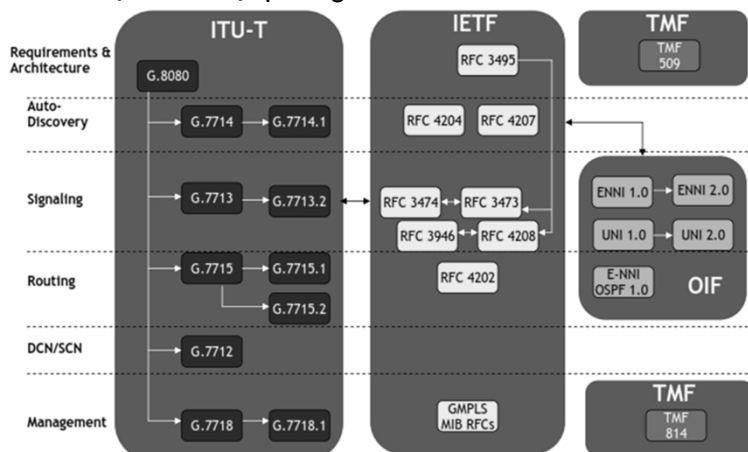 ITU-T
IETF
TMF
Requirements &
Architecture
G.8080
RFC 3495
TMF
509
Auto-
Discovery
G.7714
G.7714.1
RFC 4204
RFC 4207
Signaling
G.7713
G.7713.2
RFC 3474
RFC 3473
RFC 3946
RFC 4208
ENNI 1.0
ENNI 2.0
UNI 1.0
UNI 2.0
E-NNI
OSPF 1.0
OIF
Routing
G.7715
G.7715.1
G.7715.2
RFC 4202
DCN/SCN
G.7712
Management
G.7718
G.7718.1
GMPLS
MIB RFCs
TMF
TMF
814